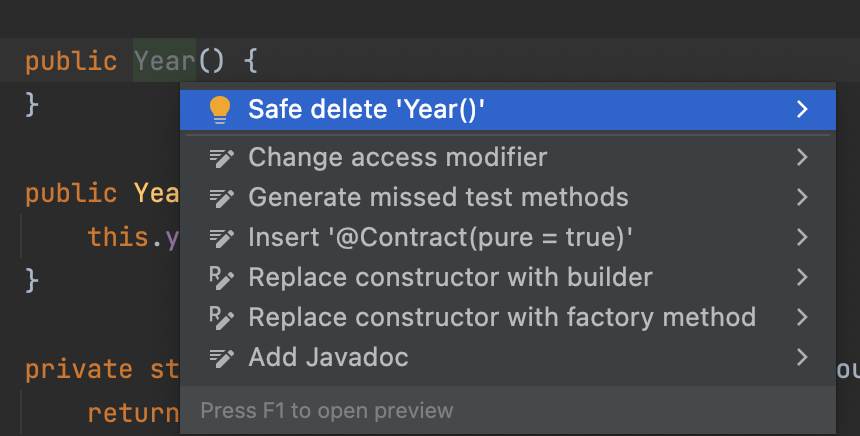 public Year() {
Safe delete 'Year()'
}
Change access modifier
public Yea
Generate missed test methods
this.y
Insert '@Contract(pure = true)'
}
R Replace constructor with builder
R Replace constructor with factory method
private st
Add Javadoc
ou
return
Press F1 to open preview